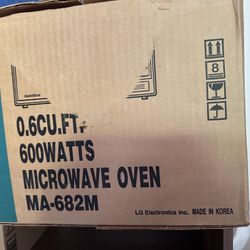 8
0.6CU.FT.
600WATTS
MICROWAVE OVEN
MA-682M
LG Electronics Inc. MADE IN KOREA